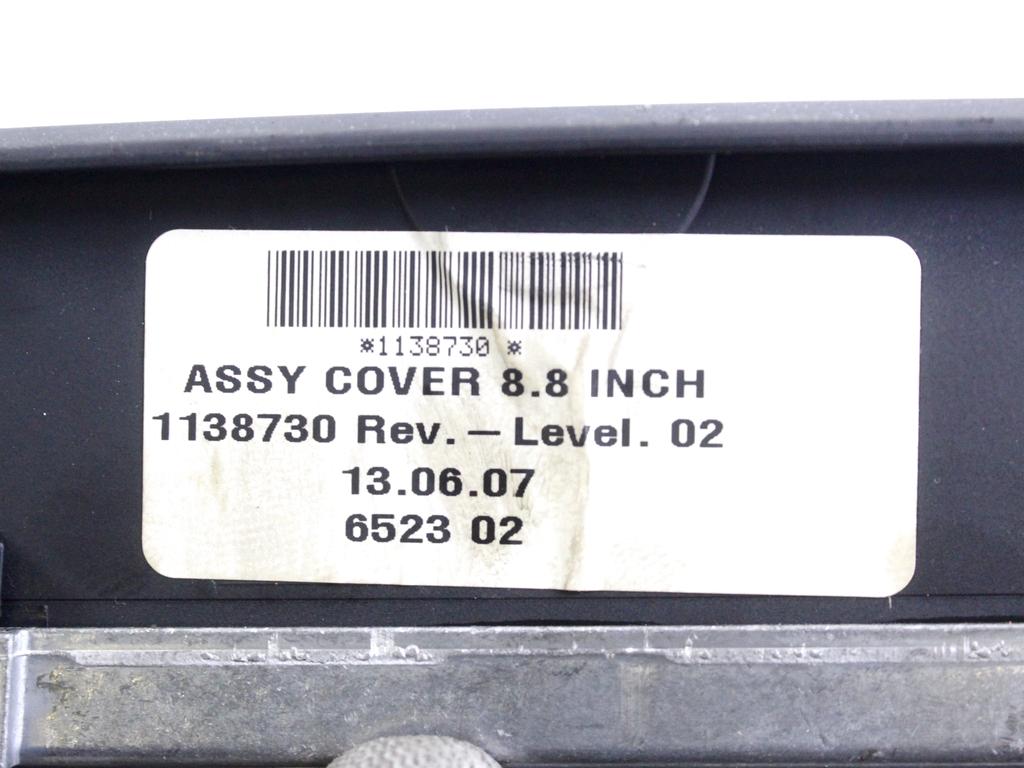 *1138730 *
ASSY COVER 8.8 INCH
1138730 Rev. – Level. 02
13.06.07
6523 02